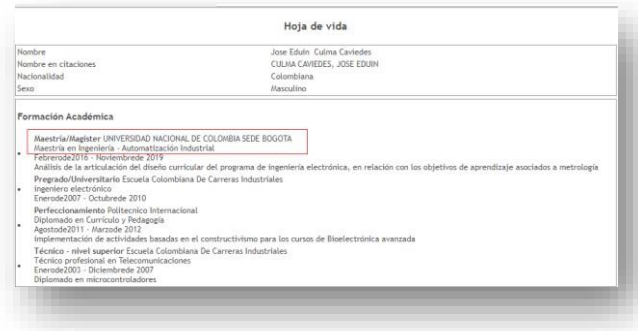 Hoja de vida
Nombre Jose Eduin Culma Caviedes
Nombre en citaciones CULMA CAVIEDES, JOSE EDUIN
Nacionalidad Colombiana
Sexo Masculino
Formación Académica
Maestría/Magister UNIVERSIDAD NACIONAL DE COLOMBIA SEDE BOGOTA
Maestría en Ingeniería - Automatización Industrial
Febrerode2016 - Noviembrede 2019
Análisis de la articulación del diseño curricular del programa de ingeniería electrónica, en relación con los objetivos de aprendizaje asociados a metrología
Pregrado/Universitario Escuela Colombiana De Carreras Industriales
Ingeniero electrónico
Enerode2007 - Octubrede 2010
Perfeccionamiento Politecnico Internacional
Diplomado en Currículo y Pedagogía
Agostode2011 - Marzode 2012
Implementación de actividades basadas en el constructivismo para los cursos de Bioelectrónica avanzada
Técnico - nivel superior Escuela Colombiana De Carreras Industriales
Técnico profesional en Telecomunicaciones
Enerode2003 - Diciembrede 2007
Diplomado en microcontroladores